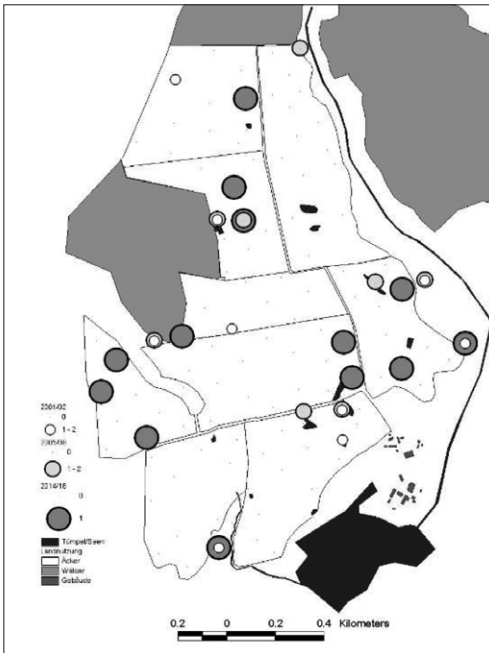 2001/02
0
1 - 2
2005/08
0
1 - 2
2014/16
0
1
Tümpel/Seen
Landnutzung
Äcker
Wälder
Gebäude
0.2 0 0.2 0.4 Kilometers